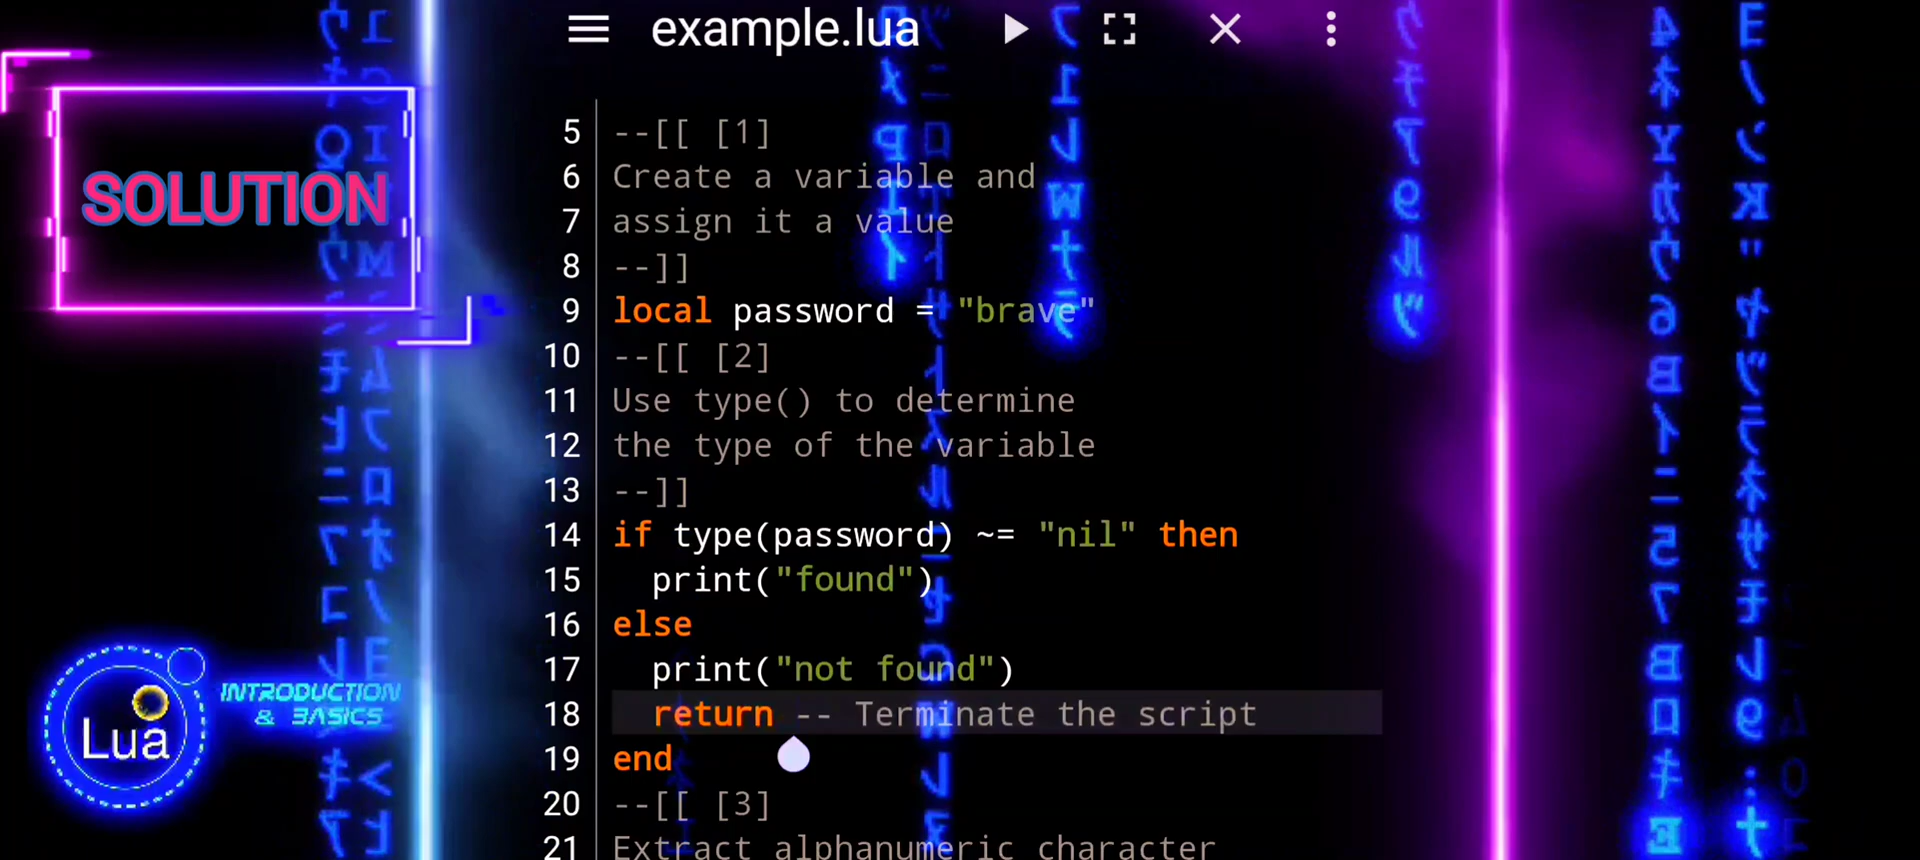 example.lua
SOLUTION
5 --[[ [1]
6 Create a variable and
7 assign it a value
8 --]]
9 local password = "brave"
10 --[[ [2]
11 Use type() to determine
12 the type of the variable
13 --]]
14 if type(password) ~= "nil" then
15 print("found")
16 else
17 print("not found")
18 return -- Terminate the script
19 end
20 --[[ [3]
21 Extract alphanumeric character
Lua
INTRODUCTION
& BASICS